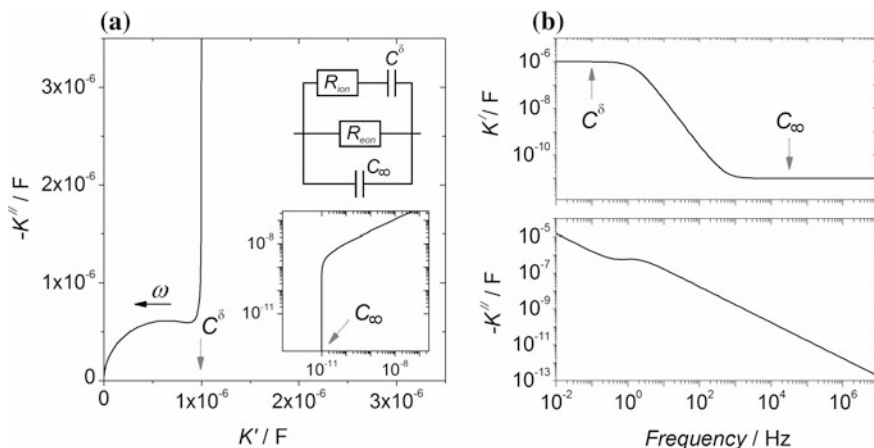 (a)
3x10⁻⁶
2x10⁻⁶
1x10⁻⁶
0
-K″ / F
0
1x10⁻⁶
2x10⁻⁶
3x10⁻⁶
K′ / F
ω
C^δ
C^δ
R_ion
R_eon
C_∞
10⁻⁸
10⁻¹¹
10⁻¹¹
10⁻⁸
C_∞
(b)
10⁻⁶
10⁻⁸
10⁻¹⁰
K′ / F
C^δ
C_∞
10⁻⁵
10⁻⁷
10⁻⁹
10⁻¹¹
10⁻¹³
-K″ / F
10⁻²
10⁰
10²
10⁴
10⁶
Frequency / Hz